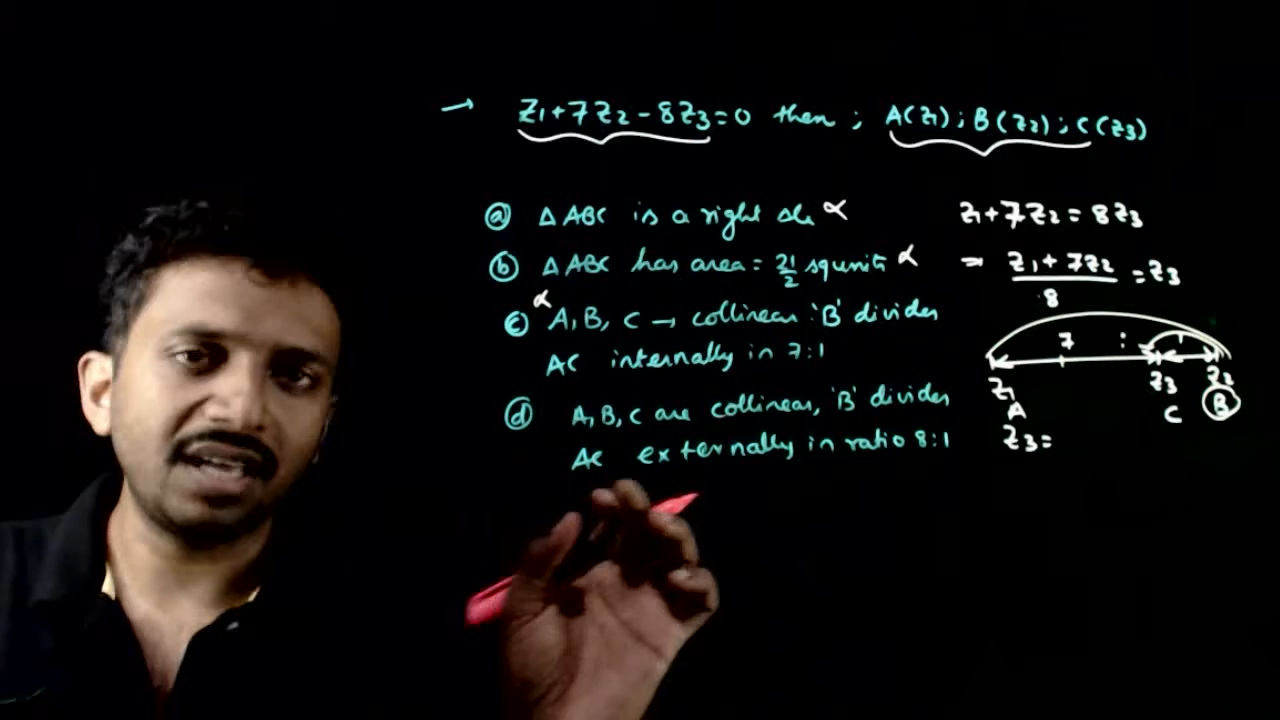 → z₁+7z₂-8z₃=0 then ; A(z₁) ; B(z₂) ; C(z₃)
ⓐ △ABC is a right α
ⓑ △ABC has area = 21/2 sq units α
ⓒ α A, B, C → collinear 'B' divides
AC internally in 7:1
ⓓ A, B, C are collinear, 'B' divides
AC externally in ratio 8:1
z₁+7z₂=8z₃
⇒ z₁+7z₂/8 = z₃
7 : 1
z₁ z₃ z₂
A C B
z₃=